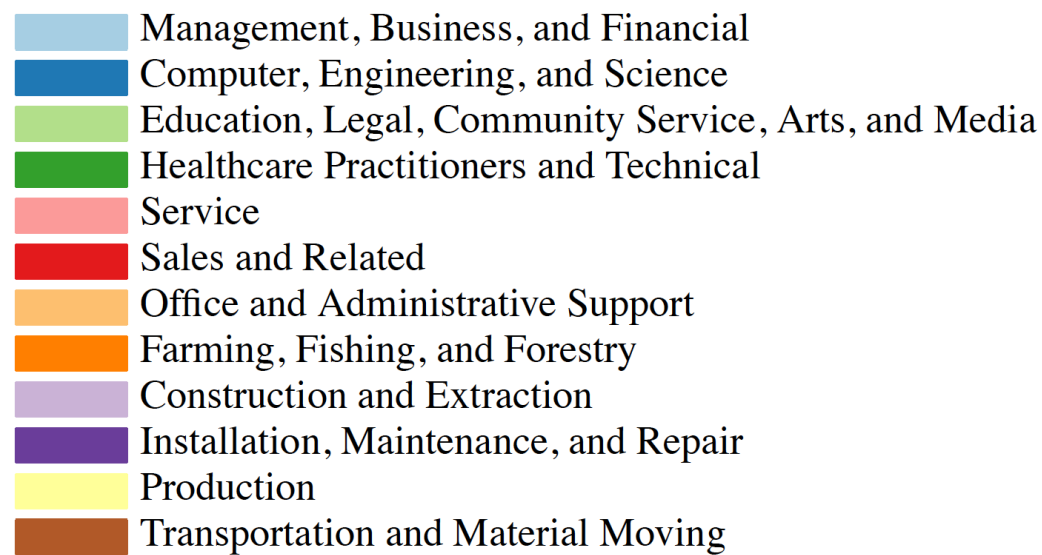 Management, Business, and Financial
Computer, Engineering, and Science
Education, Legal, Community Service, Arts, and Media
Healthcare Practitioners and Technical
Service
Sales and Related
Office and Administrative Support
Farming, Fishing, and Forestry
Construction and Extraction
Installation, Maintenance, and Repair
Production
Transportation and Material Moving